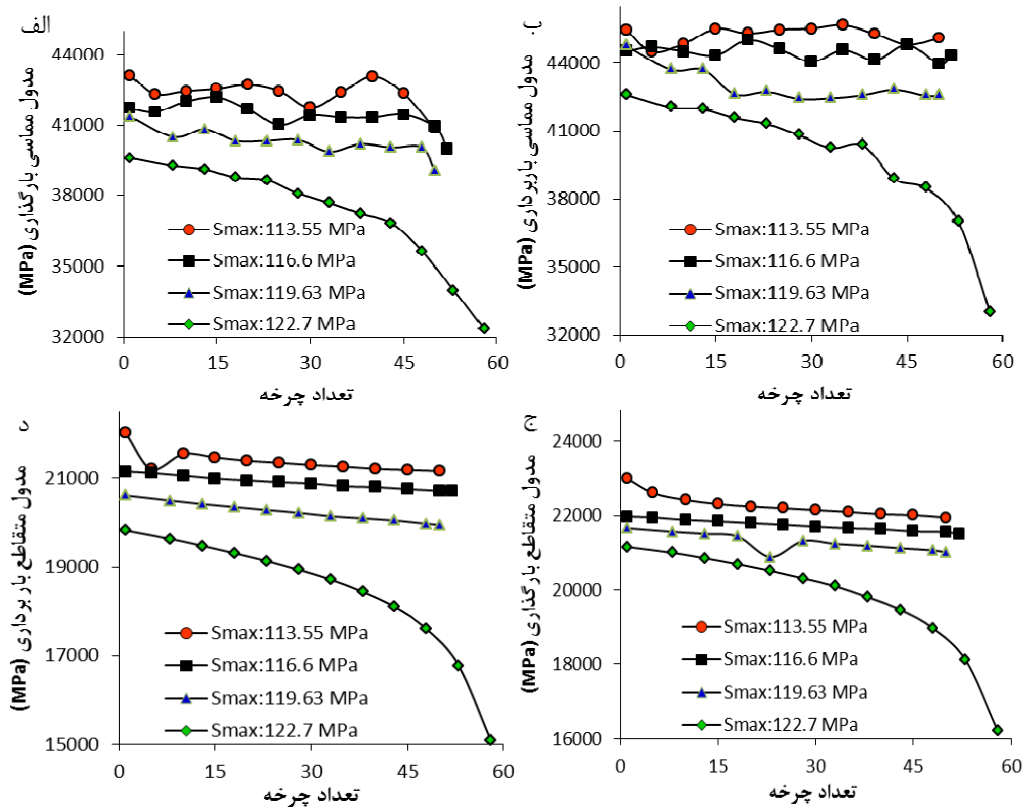 الف
44000
41000
38000
35000
32000
0
15
30
45
60
مدول مماسی بارگذاری (MPa)
Smax:113.55 MPa
Smax:116.6 MPa
Smax:119.63 MPa
Smax:122.7 MPa
تعداد چرخه
44000
41000
38000
35000
32000
0
15
30
45
60
مدول مماسی باربرداری (MPa)
Smax:113.55 MPa
Smax:116.6 MPa
Smax:119.63 MPa
Smax:122.7 MPa
تعداد چرخه
21000
19000
17000
15000
0
15
30
45
60
مدول متقاطع باربرداری (MPa)
Smax:113.55 MPa
Smax:116.6 MPa
Smax:119.63 MPa
Smax:122.7 MPa
تعداد چرخه
24000
22000
20000
18000
16000
0
15
30
45
60
مدول متقاطع بارگذاری (MPa)
Smax:113.55 MPa
Smax:116.6 MPa
Smax:119.63 MPa
Smax:122.7 MPa
تعداد چرخه